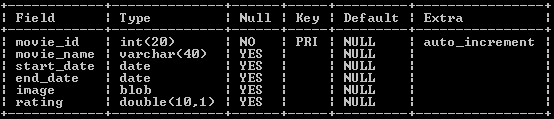 Field | Type | Null | Key | Default | Extra
movie_id | int(20) | NO | PRI | NULL | auto_increment
movie_name | varchar(40) | YES | | NULL |
start_date | date | YES | | NULL |
end_date | date | YES | | NULL |
image | blob | YES | | NULL |
rating | double(10,1) | YES | | NULL |